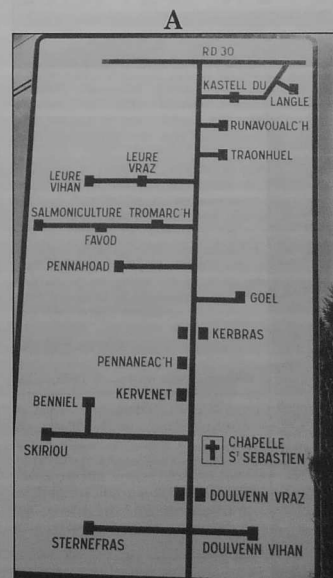 A
RD 30
KASTELL DU
LANGLE
RUNAVOUALC'H
LEURE
VRAZ
TRAONHUEL
LEURE
VIHAN
SALMONICULTURE TROMARC'H
FAVOD
PENNAHOAD
GOEL
KERBRAS
PENNANEAC'H
KERVENET
BENNIEL
SKIRIOU
CHAPELLE
ST SEBASTIEN
DOULVENN VRAZ
STERNEFRAS
DOULVENN VIHAN